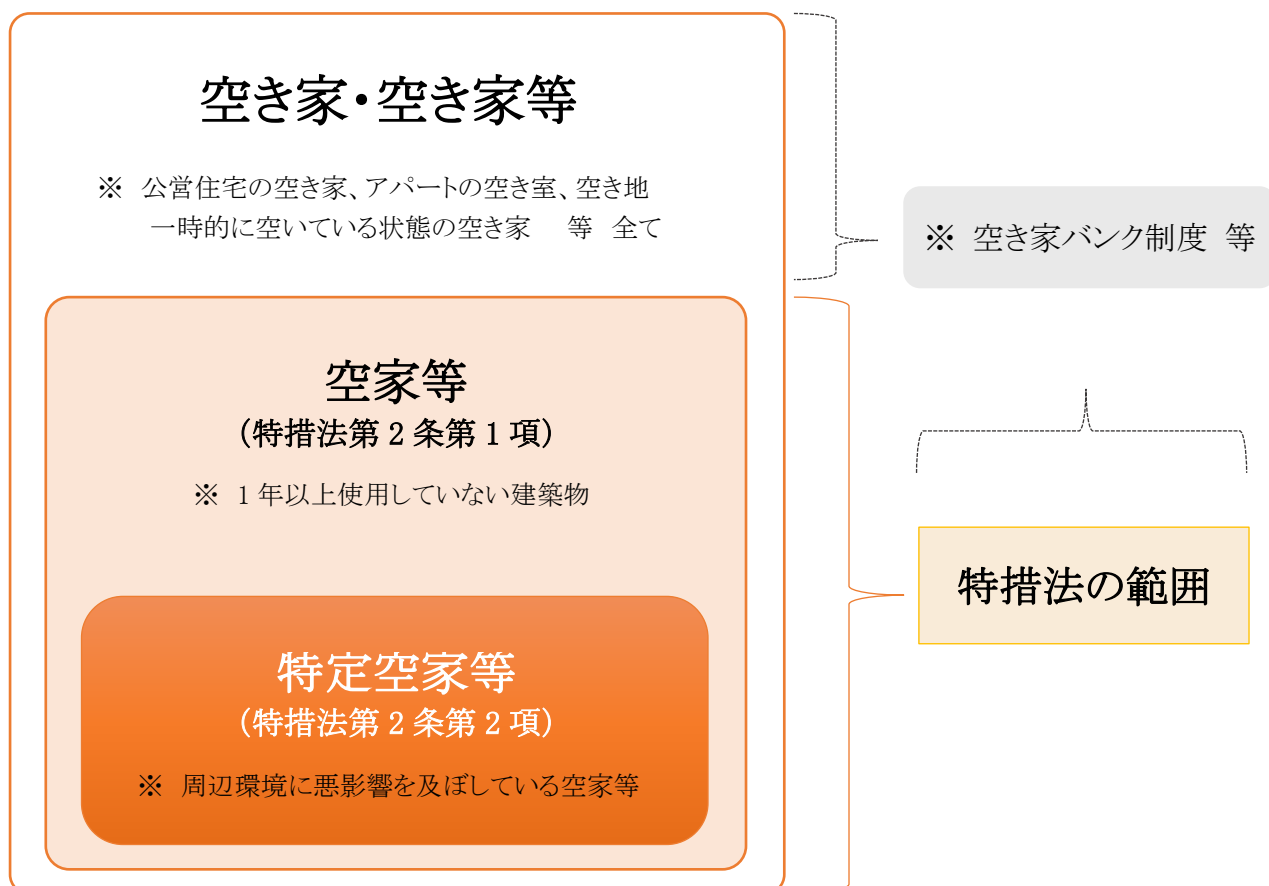 空き家・空き家等
※ 公営住宅の空き家、アパートの空き室、空き地
一時的に空いている状態の空き家 等 全て
※ 空き家バンク制度 等
空家等
（特措法第２条第１項）
※ 1 年以上使用していない建築物
特措法の範囲
特定空家等
（特措法第２条第２項）
※ 周辺環境に悪影響を及ぼしている空家等